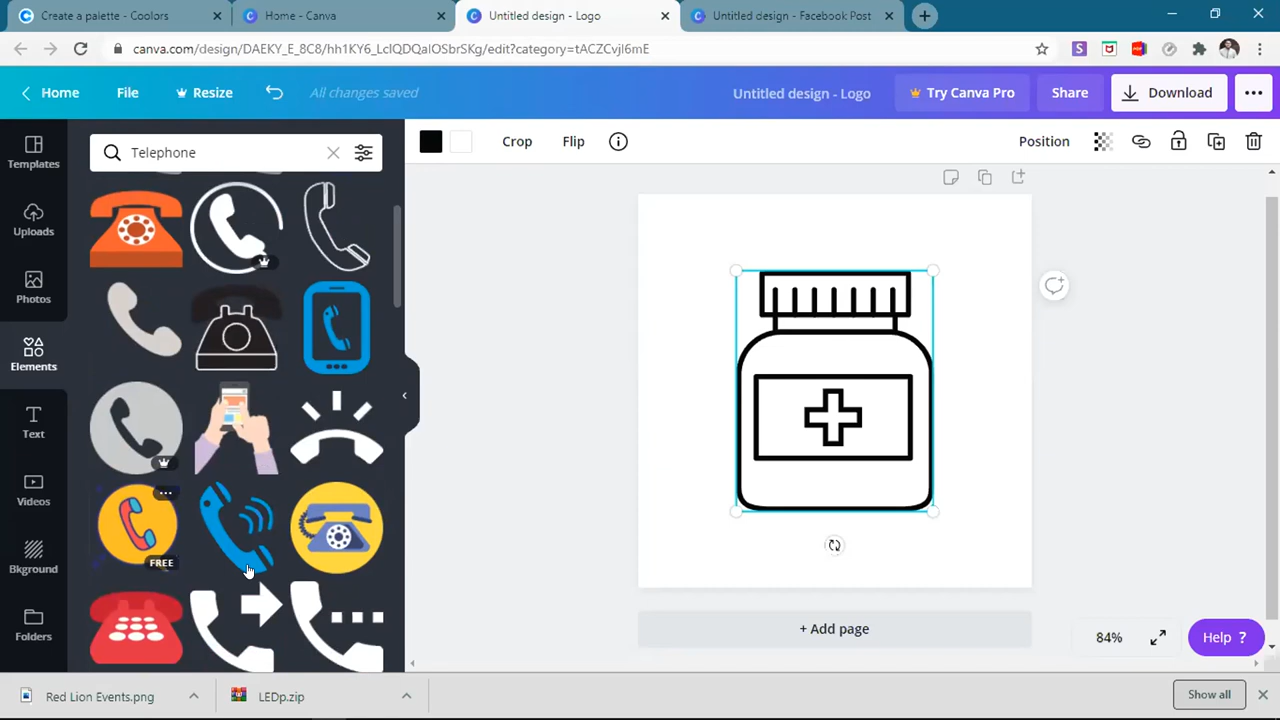 Create a palette - Coolors
Home - Canva
Untitled design - Logo
Untitled design - Facebook Post
canva.com/design/DAEKY_E_8C8/hh1KY6_LcIQDQaIOSbrSKg/edit?category=tACZCvjI6mE
Home
File
Resize
All changes saved
Untitled design - Logo
Try Canva Pro
Share
Download
Templates
Uploads
Photos
Elements
Text
Videos
Bkground
Folders
Telephone
FREE
Crop
Flip
Position
+ Add page
84%
Help ?
Red Lion Events.png
LEDp.zip
Show all